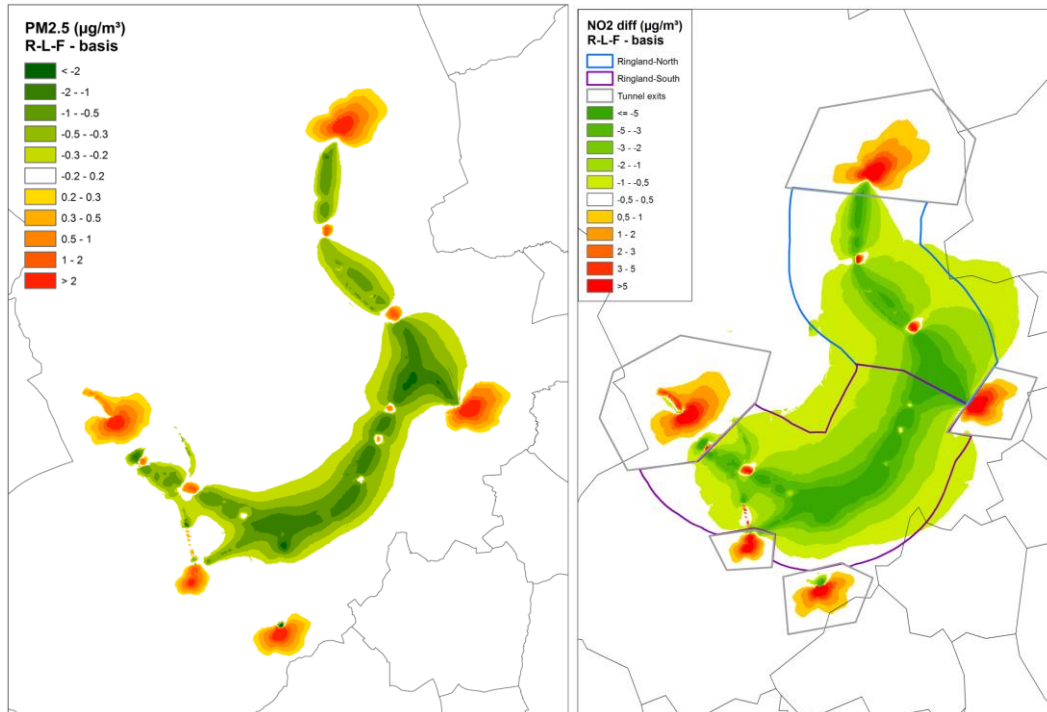 PM2.5 (µg/m³)
R-L-F - basis
< -2
-2 - -1
-1 - -0.5
-0.5 - -0.3
-0.3 - -0.2
-0.2 - 0.2
0.2 - 0.3
0.3 - 0.5
0.5 - 1
1 - 2
> 2
NO2 diff (µg/m³)
R-L-F - basis
Ringland-North
Ringland-South
Tunnel exits
<= -5
-5 - -3
-3 - -2
-2 - -1
-1 - -0,5
-0,5 - 0,5
0,5 - 1
1 - 2
2 - 3
3 - 5
>5